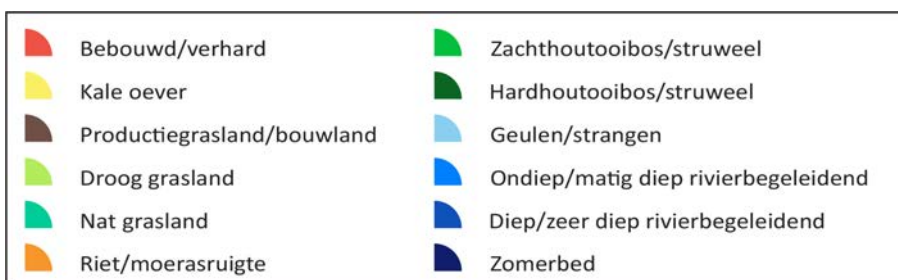 Bebouwd/verhard
Kale oever
Productiegrasland/bouwland
Droog grasland
Nat grasland
Riet/moerasruigte
Zachthoutooibos/struweel
Hardhoutooibos/struweel
Geulen/strangen
Ondiep/matig diep rivierbegeleidend
Diep/zeer diep rivierbegeleidend
Zomerbed